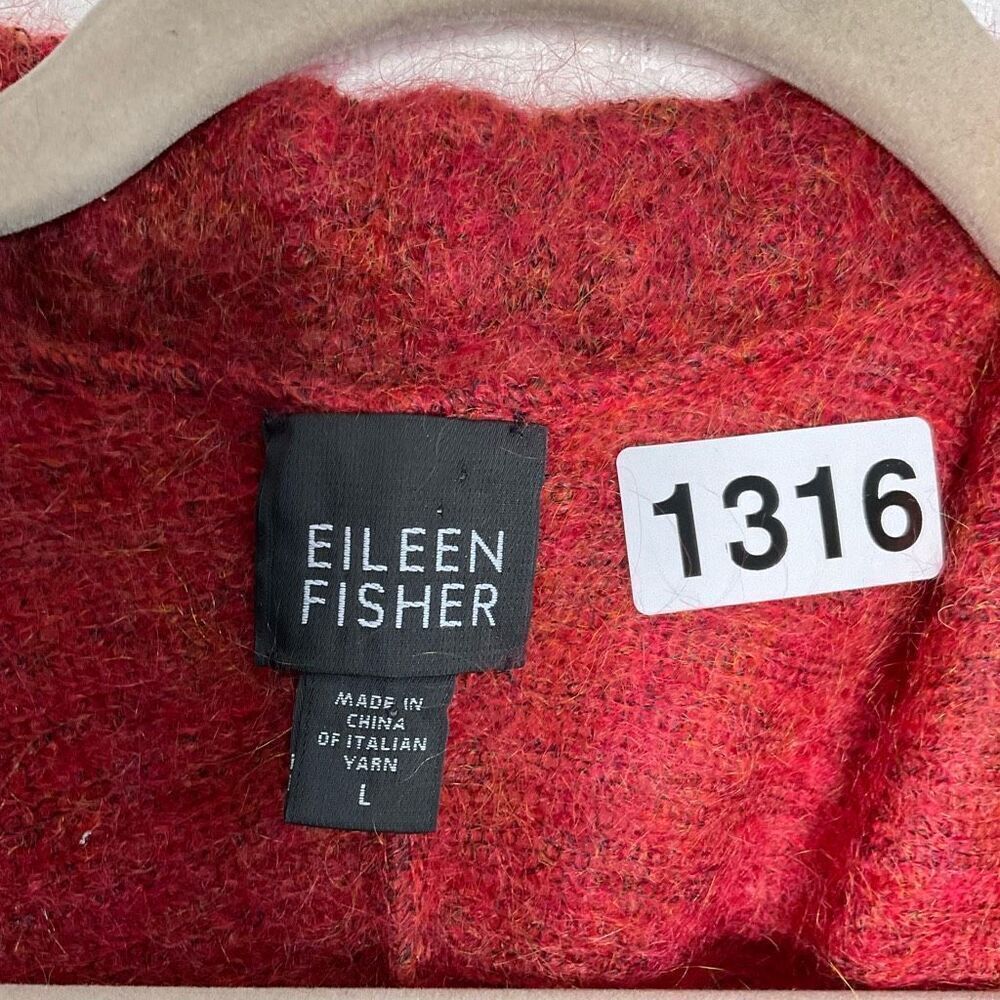 EILEEN
FISHER
MADE IN
CHINA
OF ITALIAN
YARN
L
1316